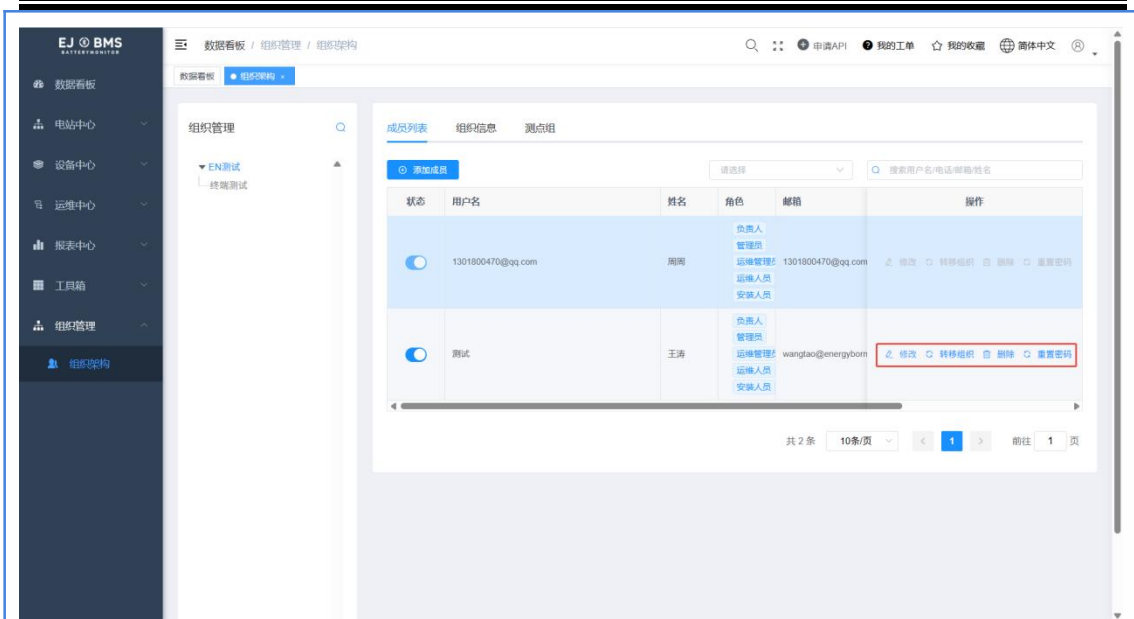 EJ BMS
BATTERYMONITOR
数据看板 / 组织管理 / 组织架构
申请API 我的工单 我的收藏 简体中文
数据看板 组织架构 ×
数据看板
电站中心
设备中心
运维中心
报表中心
工具箱
组织管理
组织架构
组织管理
EN测试
终端测试
成员列表 组织信息 测点组
添加成员 请选择 搜索用户名/电话/邮箱/姓名
状态 用户名 姓名 角色 邮箱 操作
负责人
管理员
1301800470@qq.com 周周 运维管理 1301800470@qq.com 修改 转移组织 删除 重置密码
运维人员
安装人员
负责人
管理员
测试 王涛 运维管理 wangtao@energyborn 修改 转移组织 删除 重置密码
运维人员
安装人员
共 2 条 10条/页 < 1 > 前往 1 页